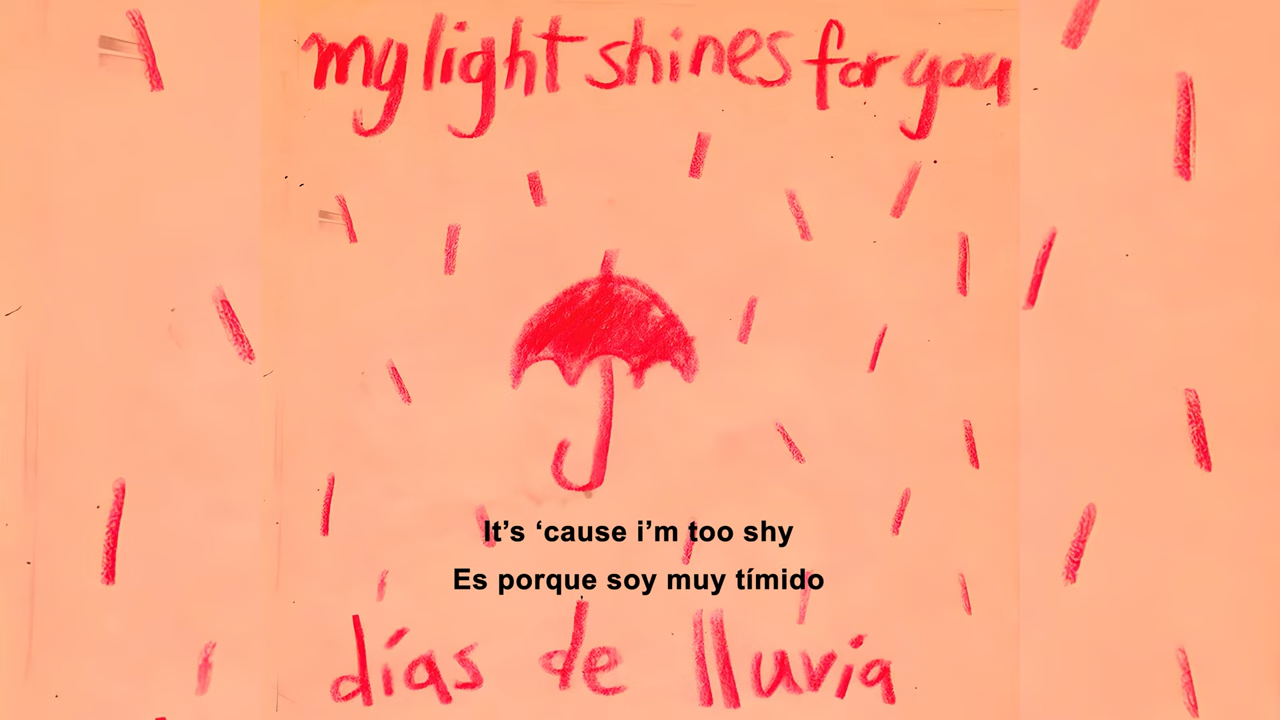 my light shines for you
It's ‘cause i’m too shy
Es porque soy muy tímido
días de lluvia